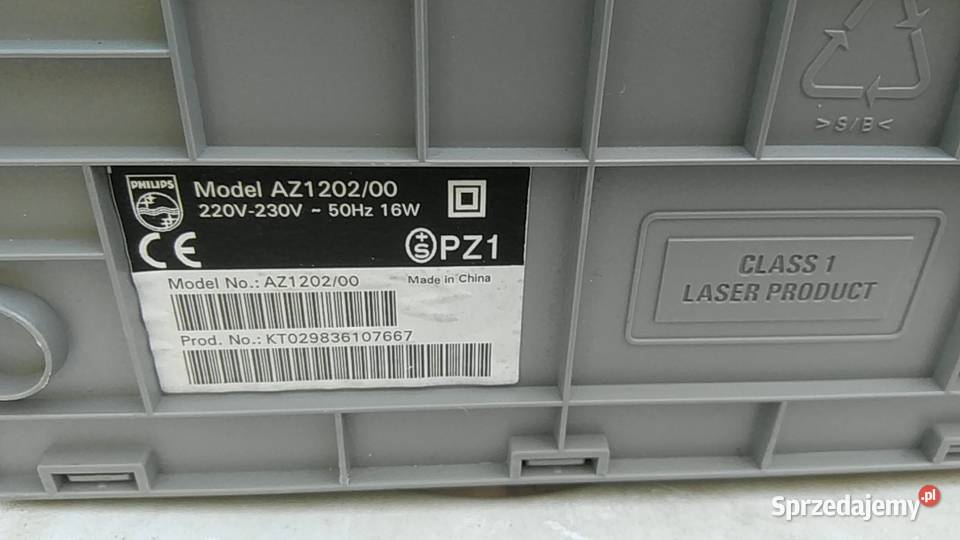 >S/B<
PHILIPS
Model AZ1202/00
220V-230V ~ 50Hz 16W
CE
+S PZ1
Model No.: AZ1202/00
Made in China
Prod. No.: KT029836107667
CLASS 1
LASER PRODUCT
Sprzedajemy.pl